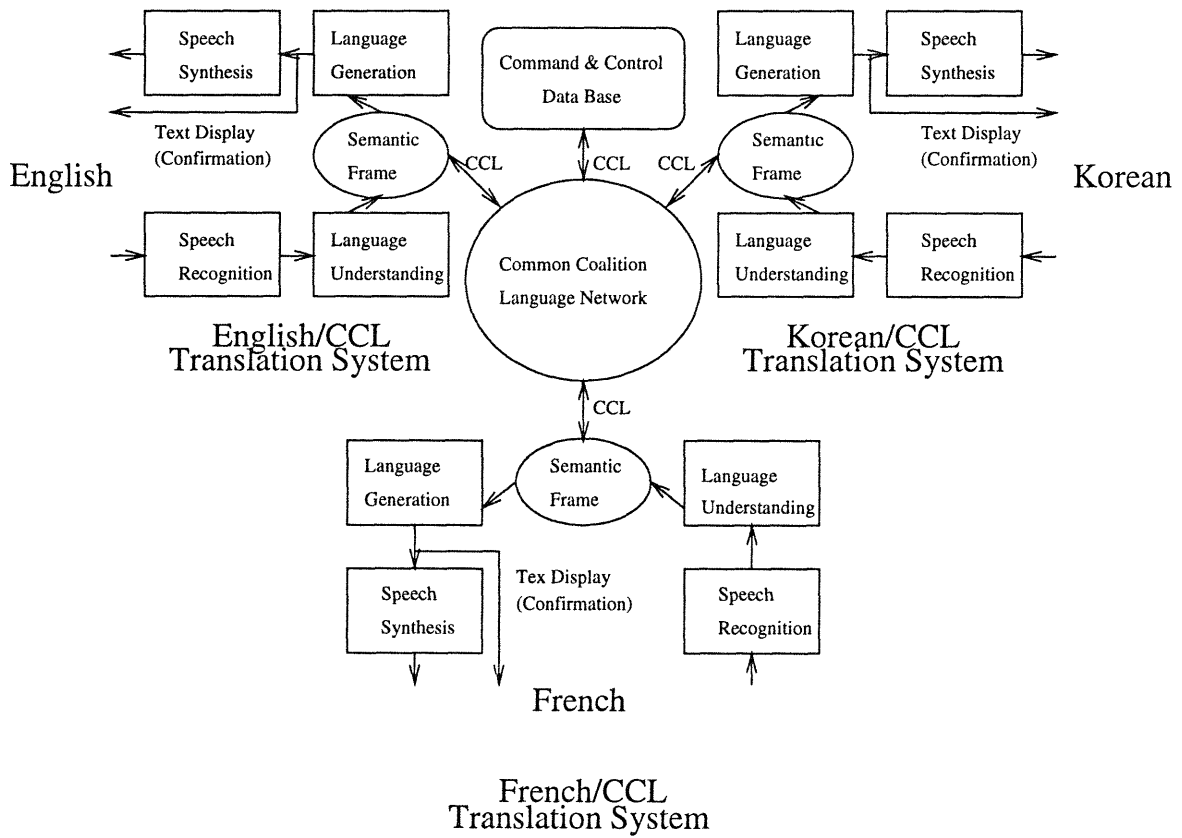 Speech
Synthesis
Language
Generation
Text Display
(Confirmation)
Semantic
Frame
CCL
English
Speech
Recognition
Language
Understanding
English/CCL
Translation System
Command & Control
Data Base
CCL
Common Coalition
Language Network
Language
Generation
Speech
Synthesis
Text Display
(Confirmation)
CCL
Semantic
Frame
Korean
Language
Understanding
Speech
Recognition
Korean/CCL
Translation System
CCL
Language
Generation
Semantic
Frame
Language
Understanding
Speech
Synthesis
Tex Display
(Confirmation)
Speech
Recognition
French
French/CCL
Translation System